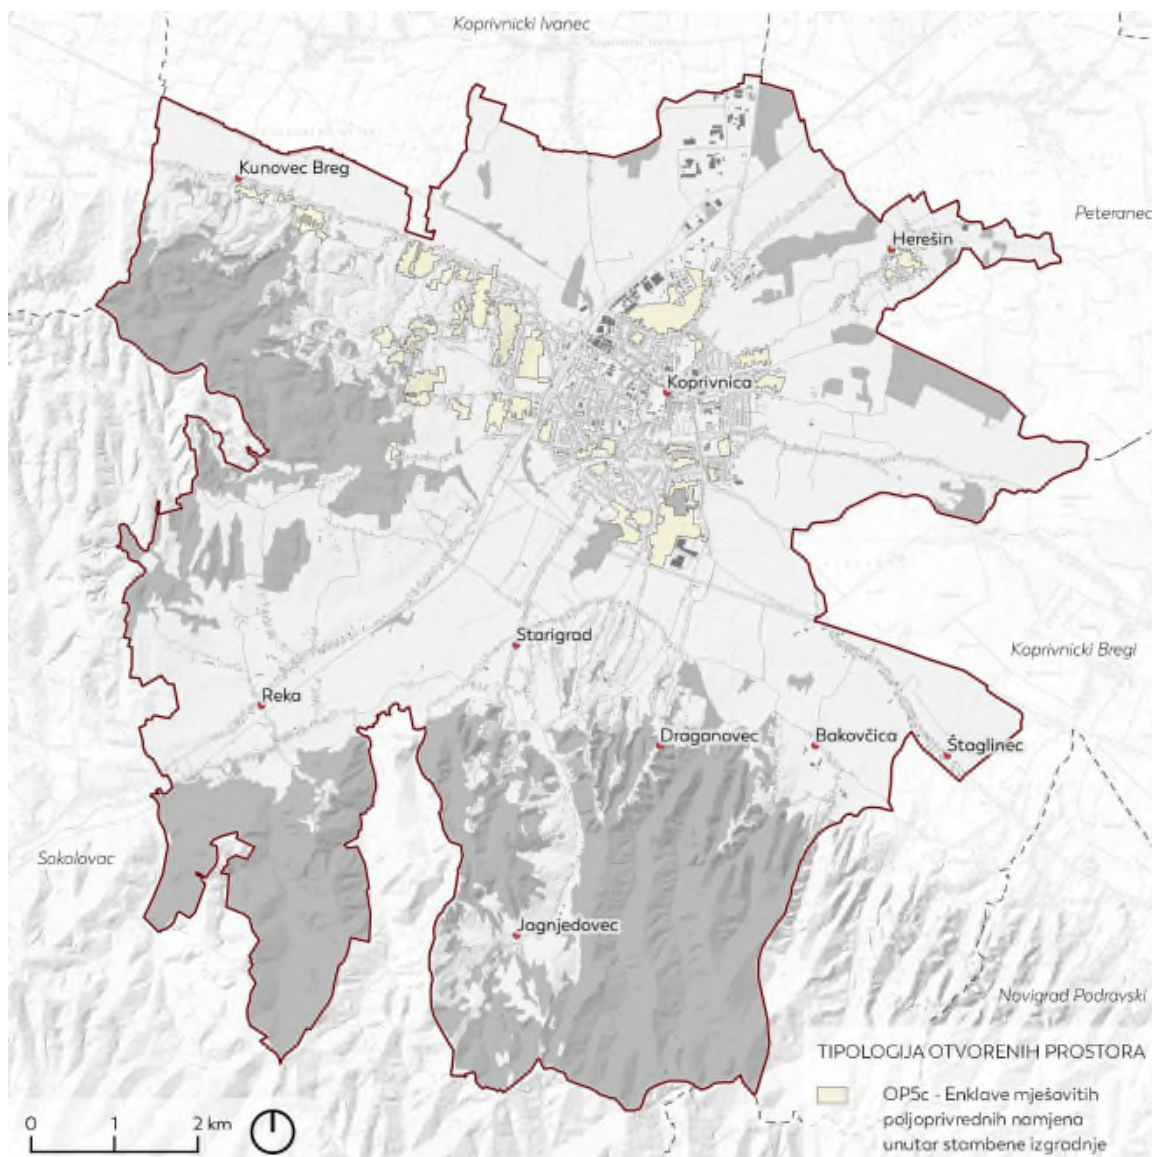 Koprivnički Ivanec
Kunovec Breg
Peteranec
Herešin
Koprivnica
Starigrad
Koprivnički Bregi
Reka
Draganovec
Bakovčica
Štaglinec
Sokolovac
Jagnjedovec
Novigrad Podravski
TIPOLOGIJA OTVORENIH PROSTORA
OP5c - Enklave mješovitih
poljoprivrednih namjena
unutar stambene izgradnje
0 1 2 km